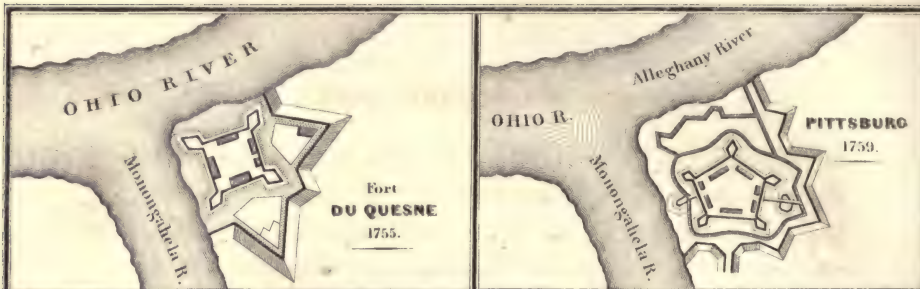 OHIO RIVER
Monongahela R.
Fort
DU QUESNE
1755.
Alleghany River
OHIO R.
Monongahela R.
PITTSBURG
1759.